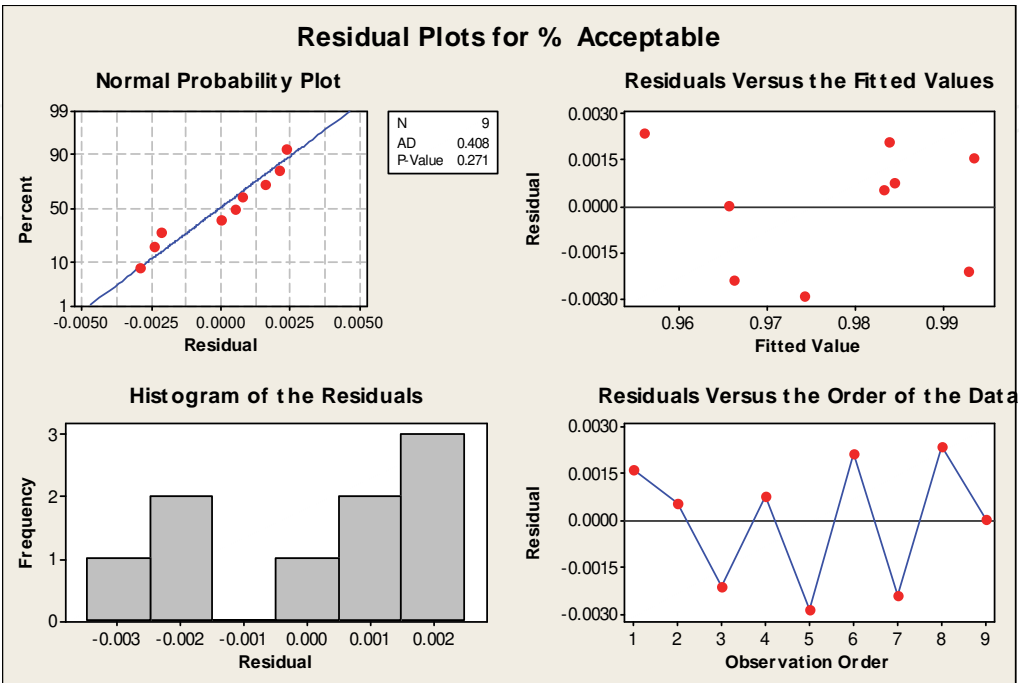 Residual Plots for % Acceptable
Normal Probability Plot
Percent
99
90
50
10
1
-0.0050 -0.0025 0.0000 0.0025 0.0050
Residual
N 9
AD 0.408
P-Value 0.271
Residuals Versus the Fitted Values
Residual
0.0030
0.0015
0.0000
-0.0015
-0.0030
0.96 0.97 0.98 0.99
Fitted Value
Histogram of the Residuals
Frequency
3
2
1
0
-0.003 -0.002 -0.001 0.000 0.001 0.002
Residual
Residuals Versus the Order of the Data
Residual
0.0030
0.0015
0.0000
-0.0015
-0.0030
1 2 3 4 5 6 7 8 9
Observation Order